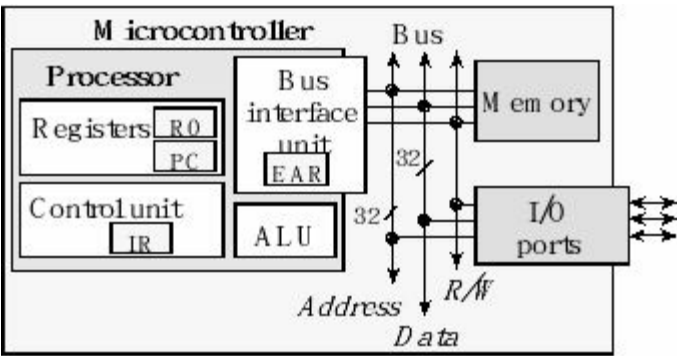 Microcontroller
Bus
Processor
Bus
interface
unit
EAR
Registers R0
PC
Control unit
IR
ALU
Memory
32
32
I/O
ports
Address
R/W
Data